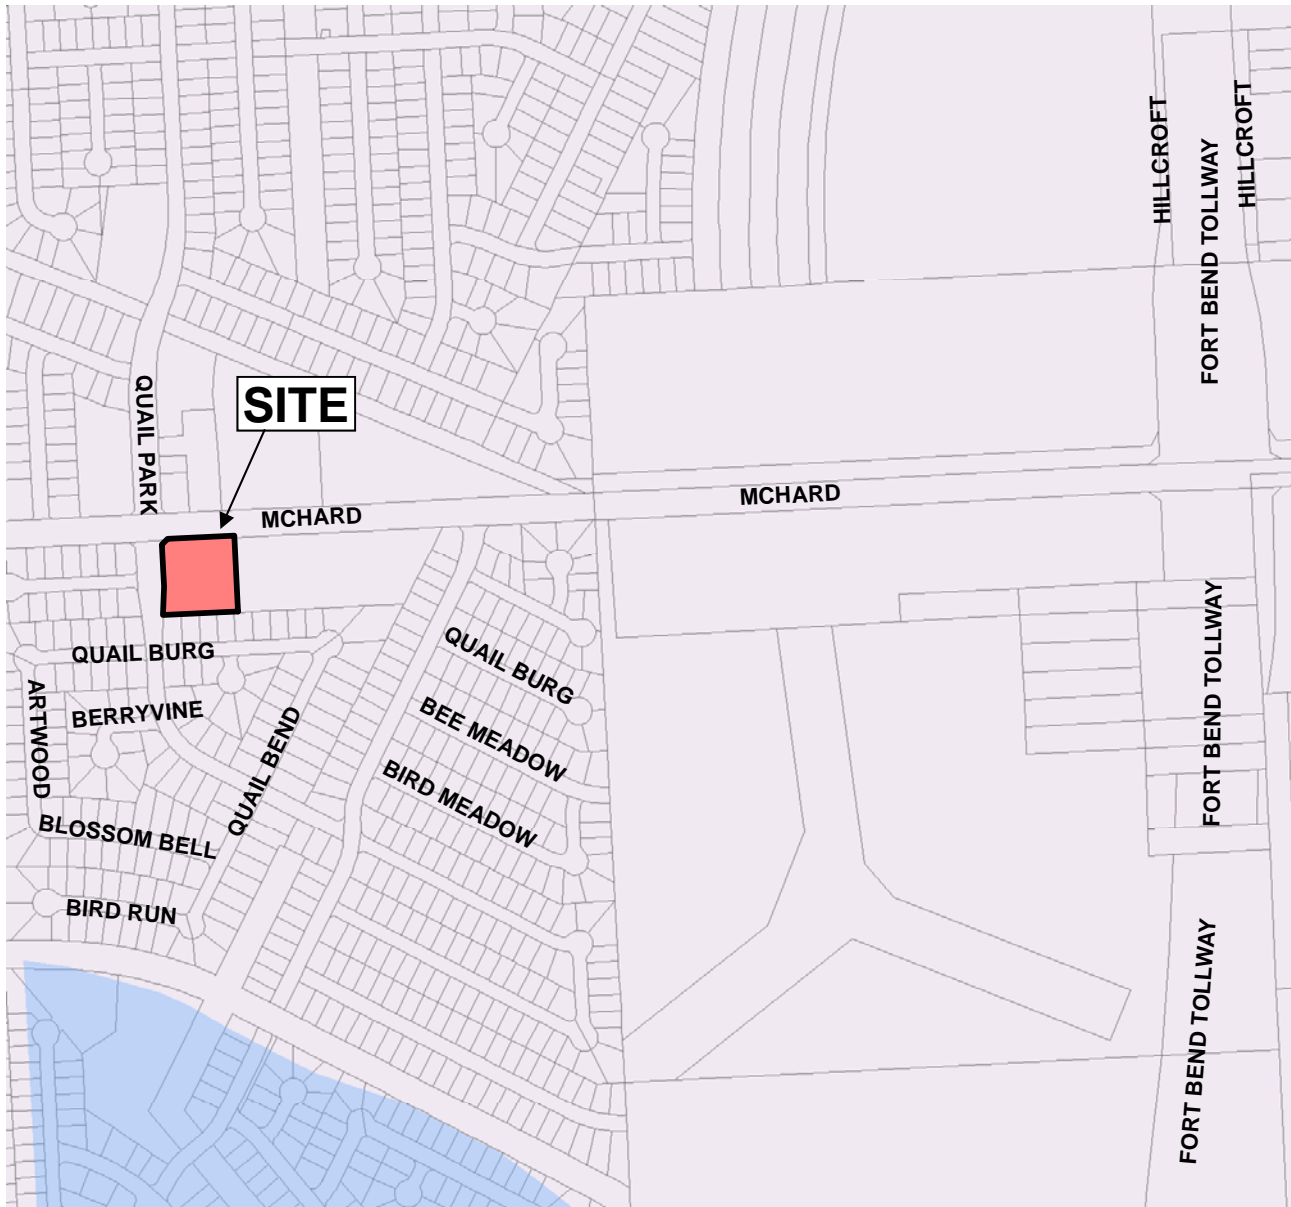 HILLCROFT
HILLCROFT
FORT BEND TOLLWAY
QUAIL PARK
SITE
MCHARD
MCHARD
QUAIL BURG
QUAIL BURG
ARTWOOD
BERRYVINE
QUAIL BEND
BEE MEADOW
BIRD MEADOW
FORT BEND TOLLWAY
BLOSSOM BELL
BIRD RUN
FORT BEND TOLLWAY